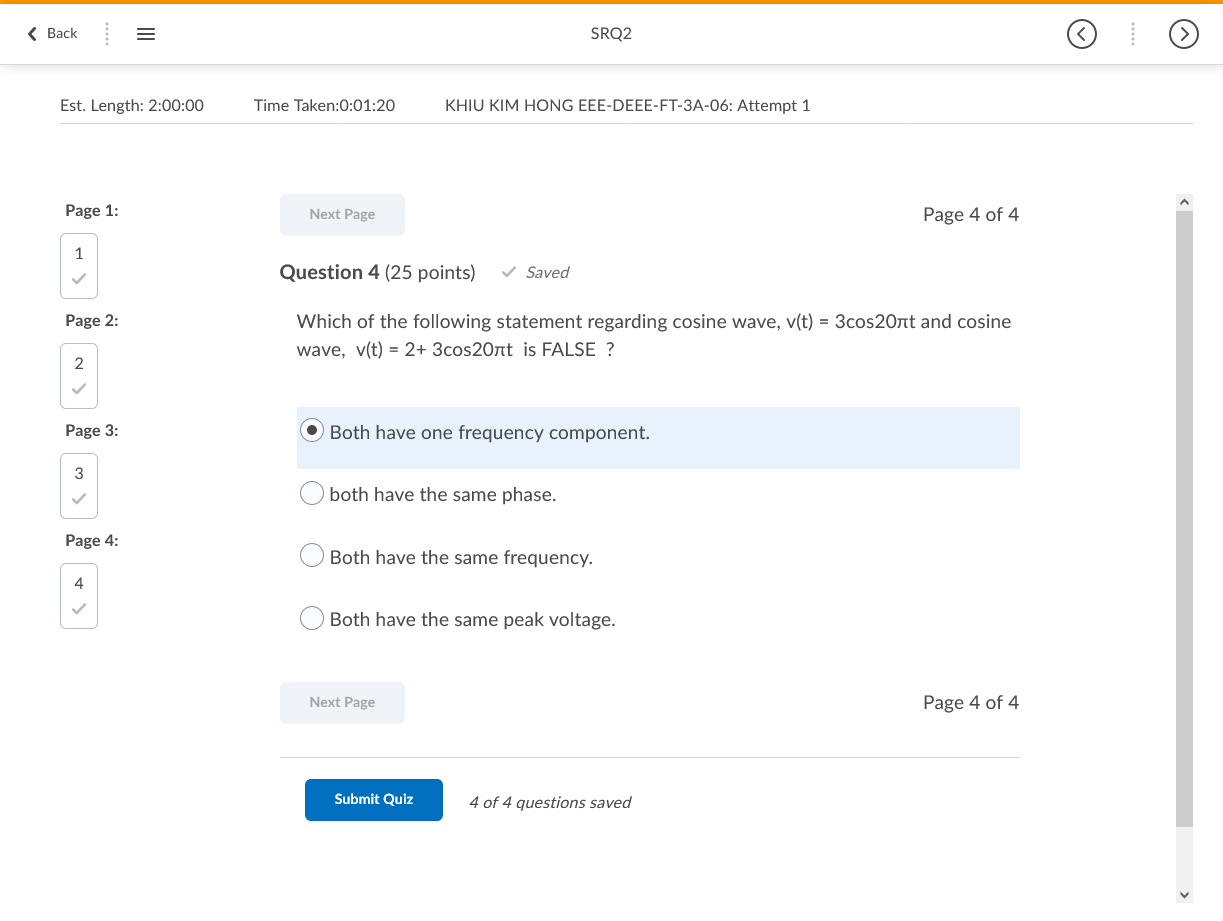 Back
SRQ2
Est. Length: 2:00:00 Time Taken:0:01:20 KHIU KIM HONG EEE-DEEE-FT-3A-06: Attempt 1
Page 1:
1
Page 2:
2
Page 3:
3
Page 4:
4
Next Page Page 4 of 4
Question 4 (25 points) Saved
Which of the following statement regarding cosine wave, v(t) = 3cos20πt and cosine
wave,  v(t) = 2+ 3cos20πt  is FALSE  ?
Both have one frequency component.
both have the same phase.
Both have the same frequency.
Both have the same peak voltage.
Next Page Page 4 of 4
Submit Quiz 4 of 4 questions saved